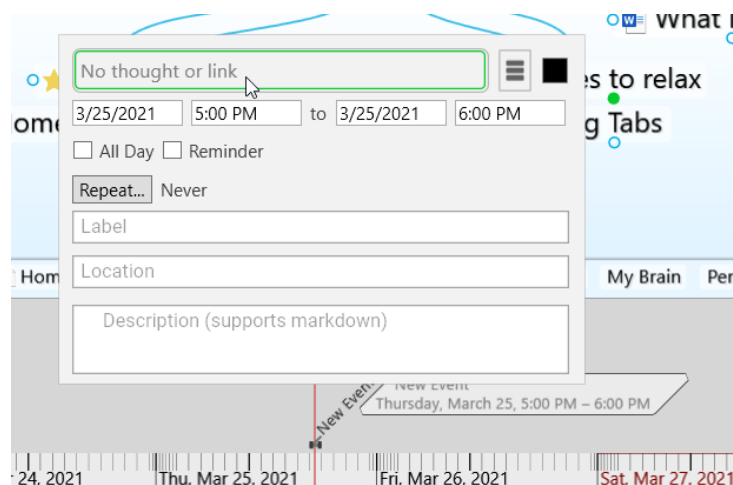 What
No thought or link
es to relax
3/25/2021 5:00 PM to 3/25/2021 6:00 PM
ome
g Tabs
All Day Reminder
Repeat... Never
Label
Location
Hom
My Brain Per
Description (supports markdown)
New Event
Thursday, March 25, 5:00 PM – 6:00 PM
New Event
24, 2021 Thu, Mar 25, 2021 Fri, Mar 26, 2021 Sat, Mar 27, 2021